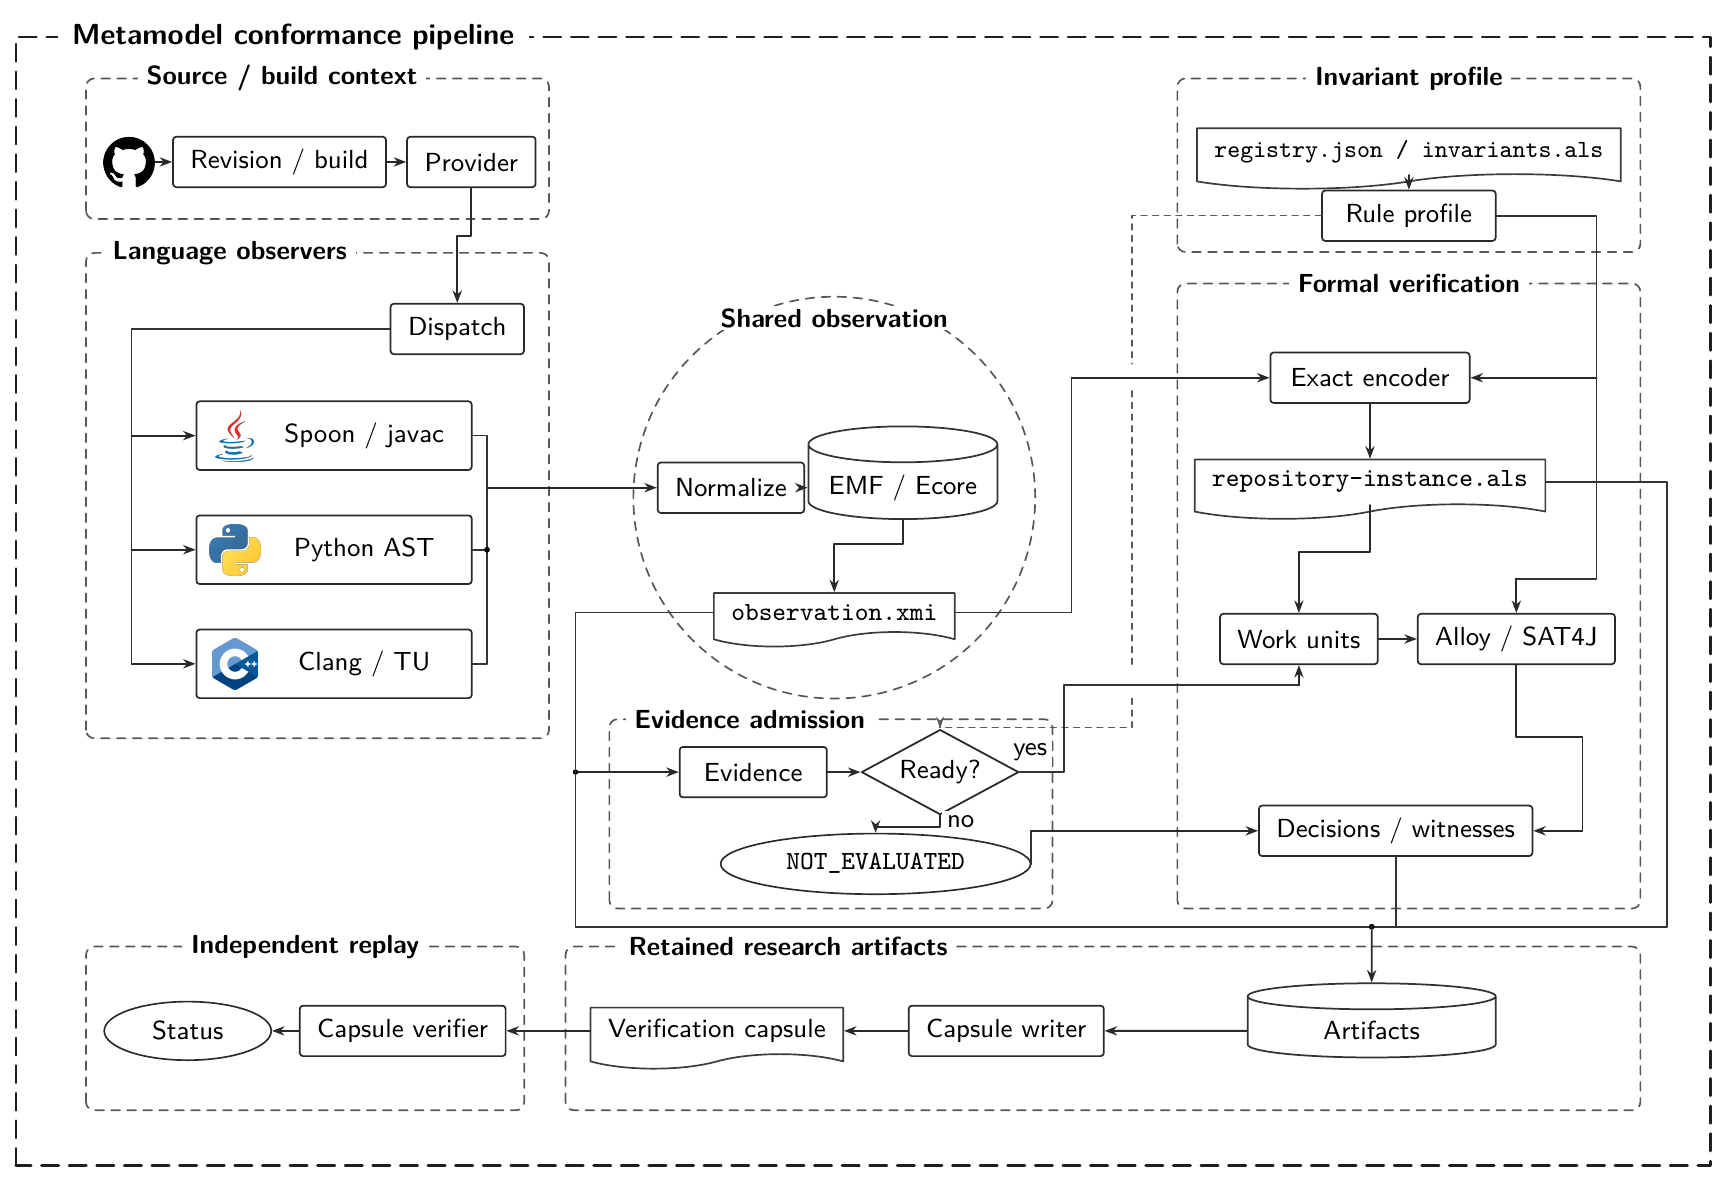 Metamodel conformance pipeline
Source / build context
Revision / build
Provider
Language observers
Dispatch
Spoon / javac
Python AST
Clang / TU
Shared observation
Normalize
EMF / Ecore
observation.xmi
Evidence admission
Evidence
Ready?
yes
no
NOT_EVALUATED
Invariant profile
registry.json / invariants.als
Rule profile
Formal verification
Exact encoder
repository-instance.als
Work units
Alloy / SAT4J
Decisions / witnesses
Independent replay
Status
Capsule verifier
Retained research artifacts
Verification capsule
Capsule writer
Artifacts